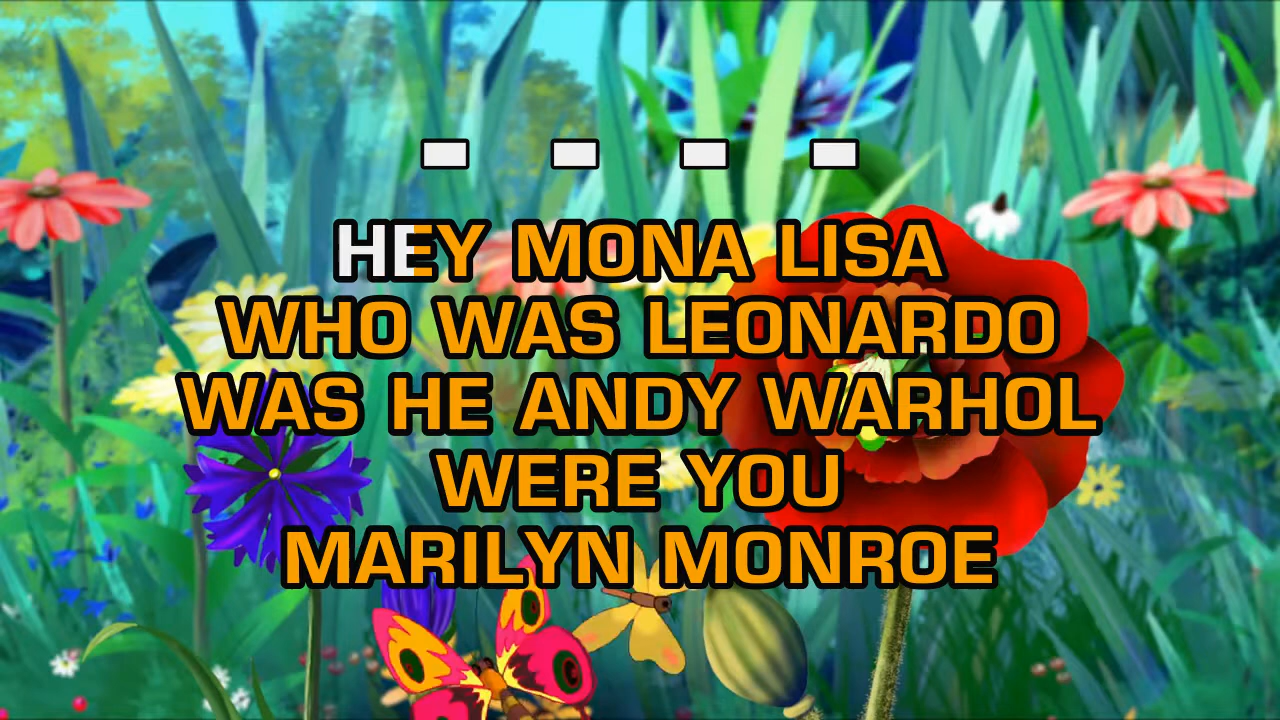 - - - -
HEY MONA LISA
WHO WAS LEONARDO
WAS HE ANDY WARHOL
WERE YOU
MARILYN MONROE